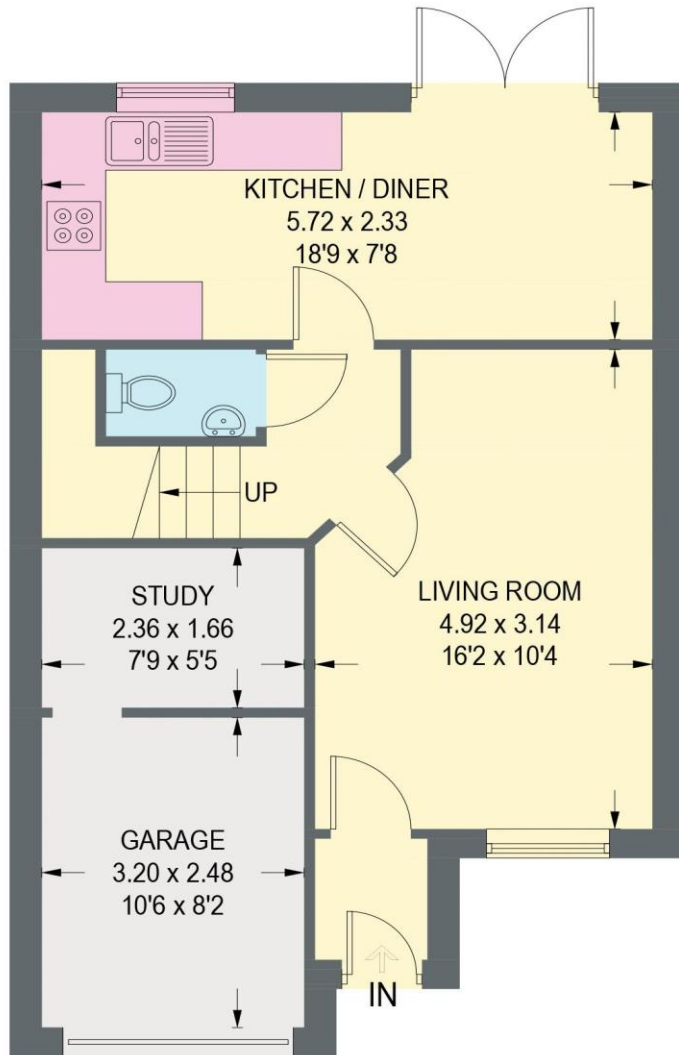 KITCHEN / DINER
5.72 x 2.33
18'9 x 7'8
UP
STUDY
2.36 x 1.66
7'9 x 5'5
LIVING ROOM
4.92 x 3.14
16'2 x 10'4
GARAGE
3.20 x 2.48
10'6 x 8'2
IN